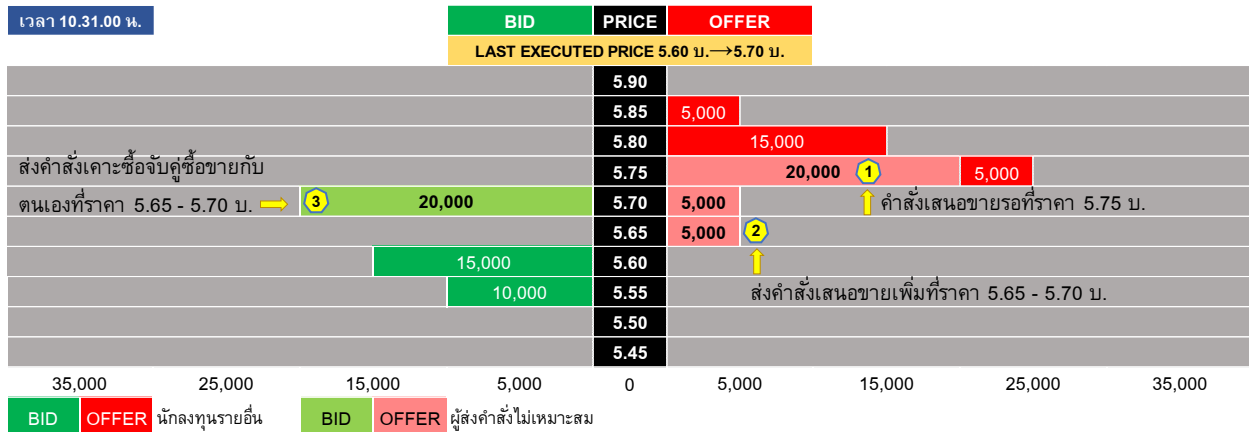 เวลา 10.31.00 น.
BID PRICE OFFER
LAST EXECUTED PRICE 5.60 บ.→5.70 บ.
5.90
5.85 5,000
5.80 15,000
ส่งคำสั่งเคาะซื้อจับคู่ซื้อขายกับ
5.75 20,000 1 5,000
ตนเองที่ราคา 5.65 - 5.70 บ. 3 20,000 5.70 5,000 คำสั่งเสนอขายรอที่ราคา 5.75 บ.
5.65 5,000 2
15,000 5.60
10,000 5.55 ส่งคำสั่งเสนอขายเพิ่มที่ราคา 5.65 - 5.70 บ.
5.50
5.45
35,000 25,000 15,000 5,000 0 5,000 15,000 25,000 35,000
BID OFFER นักลงทุนรายอื่น BID OFFER ผู้ส่งคำสั่งไม่เหมาะสม